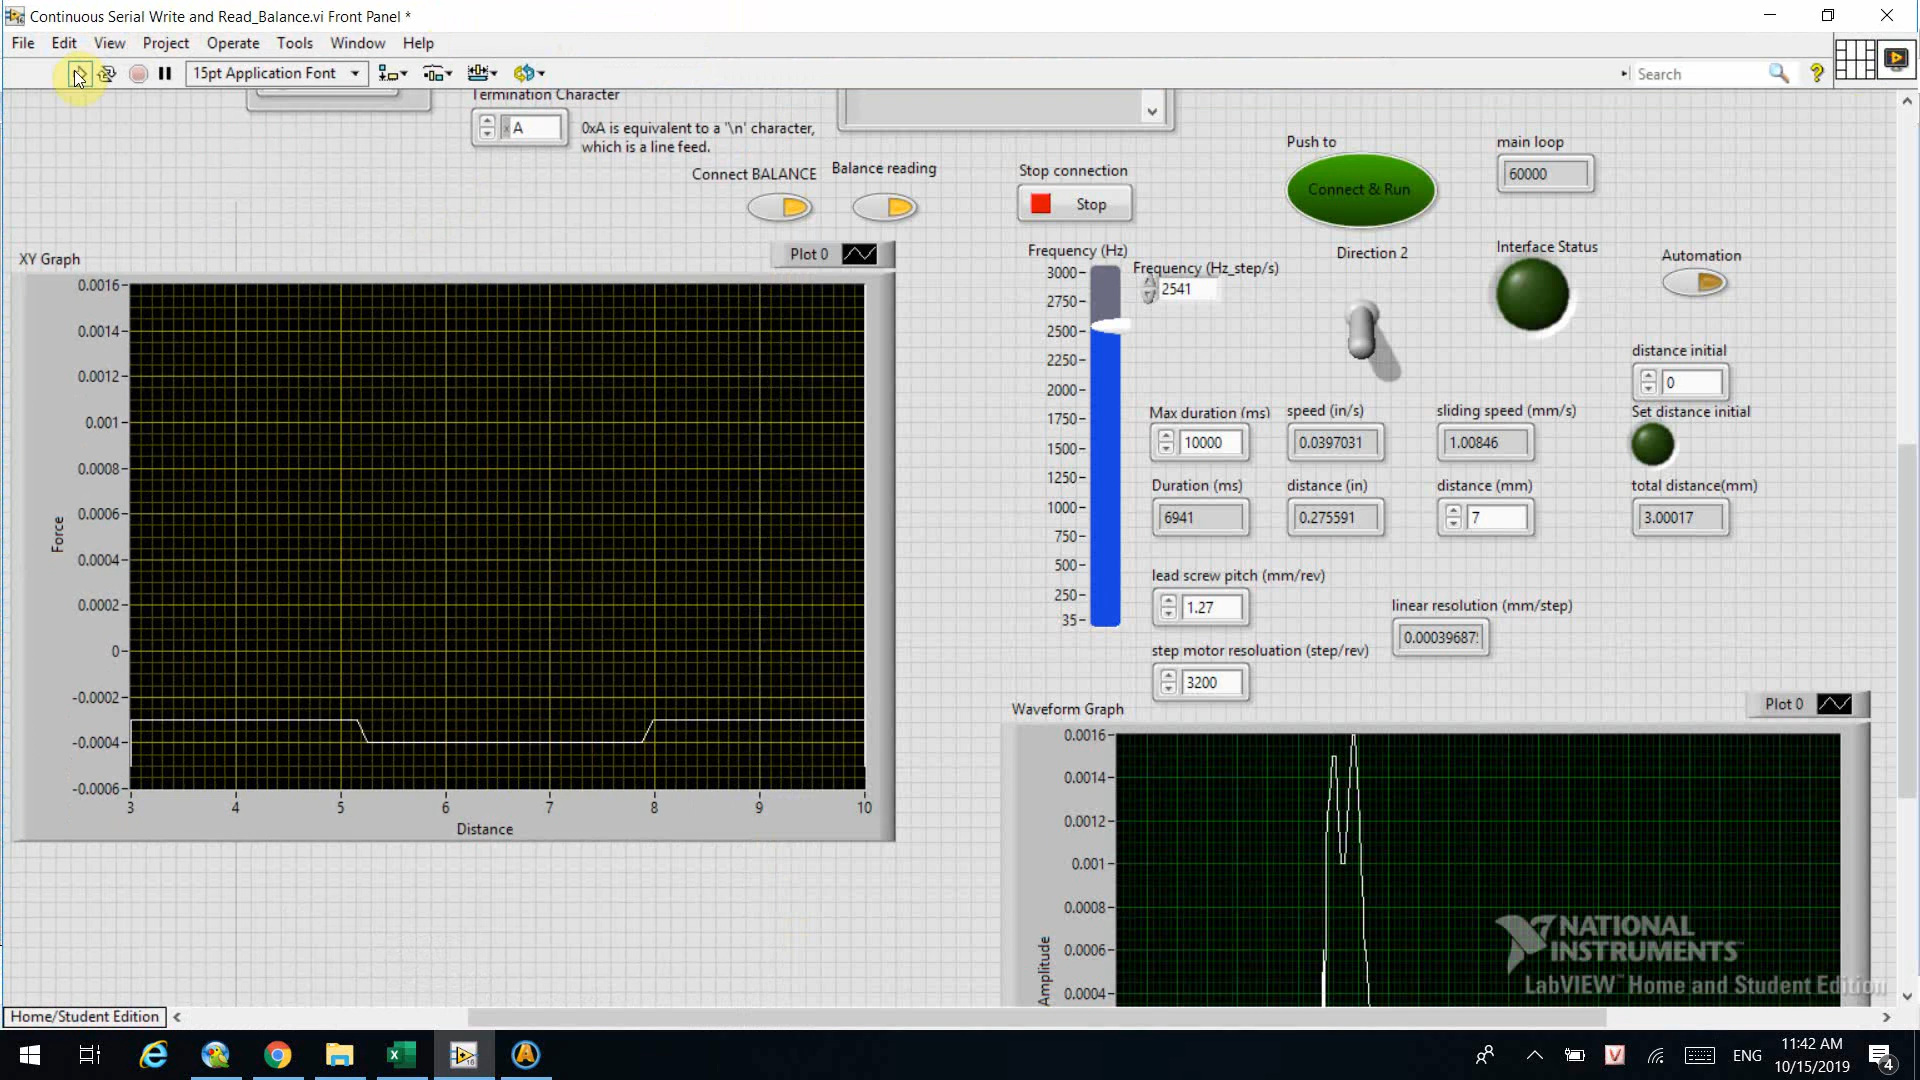 Continuous Serial Write and Read_Balance.vi Front Panel *
File Edit View Project Operate Tools Window Help
15pt Application Font
Search
Termination Character
x A
0xA is equivalent to a '\n' character,
which is a line feed.
Connect BALANCE
Balance reading
Stop connection
Stop
Push to
Connect & Run
main loop
60000
XY Graph
Plot 0
Force
0.0016
0.0014
0.0012
0.001
0.0008
0.0006
0.0004
0.0002
0
-0.0002
-0.0004
-0.0006
3 4 5 6 7 8 9 10
Distance
Frequency (Hz)
3000
2750
2500
2250
2000
1750
1500
1250
1000
750
500
250
35
Frequency (Hz_step/s)
2541
Direction 2
Interface Status
Automation
distance initial
0
Set distance initial
Max duration (ms)
10000
speed (in/s)
0.0397031
sliding speed (mm/s)
1.00846
Duration (ms)
6941
distance (in)
0.275591
distance (mm)
7
total distance(mm)
3.00017
lead screw pitch (mm/rev)
1.27
linear resolution (mm/step)
0.00039687
step motor resoluation (step/rev)
3200
Waveform Graph
Plot 0
Amplitude
0.0016
0.0014
0.0012
0.001
0.0008
0.0006
0.0004
NATIONAL
INSTRUMENTS™
LabVIEW™ Home and Student Edition
Home/Student Edition
ENG
11:42 AM
10/15/2019
4